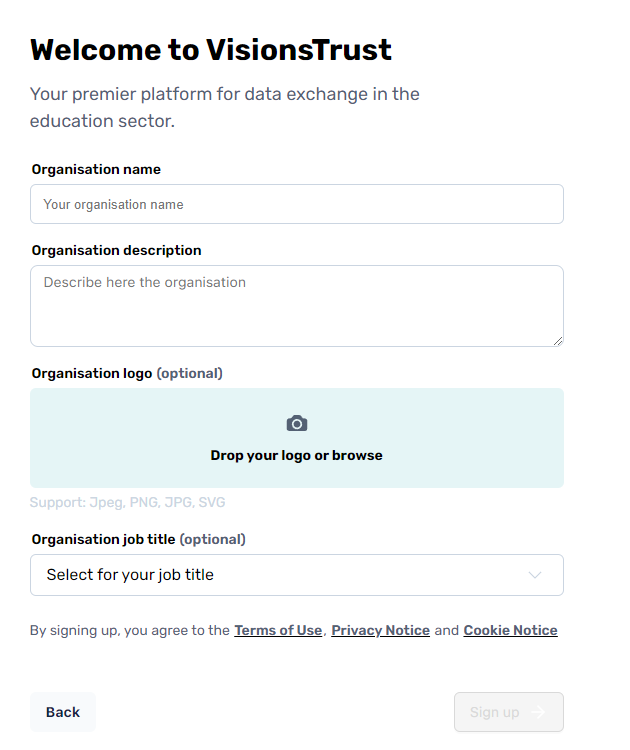 Welcome to VisionsTrust
Your premier platform for data exchange in the
education sector.
Organisation name
Your organisation name
Organisation description
Describe here the organisation
Organisation logo (optional)
Drop your logo or browse
Support: Jpeg, PNG, JPG, SVG
Organisation job title (optional)
Select for your job title
By signing up, you agree to the Terms of Use, Privacy Notice and Cookie Notice
Back
Sign up